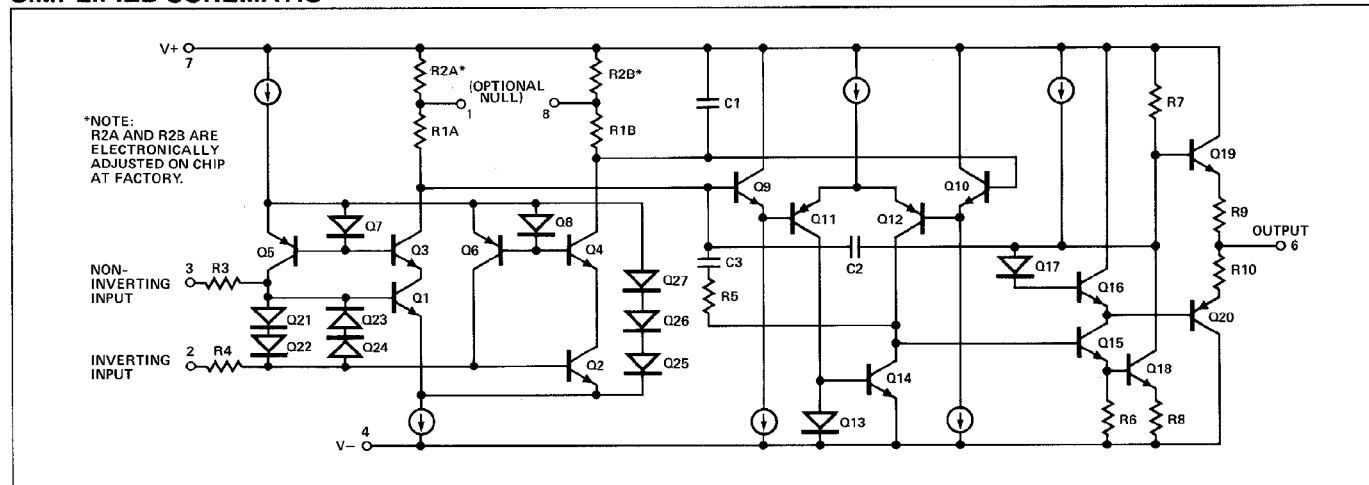 SIMPLIFIED SCHEMATIC
V+
7
R2A*
R2B*
(OPTIONAL
NULL)
1
8
C1
R1A
R1B
R7
*NOTE:
R2A AND R2B ARE
ELECTRONICALLY
ADJUSTED ON CHIP
AT FACTORY.
Q19
Q9
Q10
Q11
Q12
Q7
Q8
Q5
Q3
Q6
Q4
R9
OUTPUT
6
NON-
INVERTING
INPUT
3
R3
C3
C2
Q17
R10
Q27
Q16
Q1
R5
Q21
Q23
Q26
Q20
Q22
Q24
Q15
INVERTING
INPUT
2
R4
Q25
Q2
Q14
Q18
Q13
R6
R8
V-
4